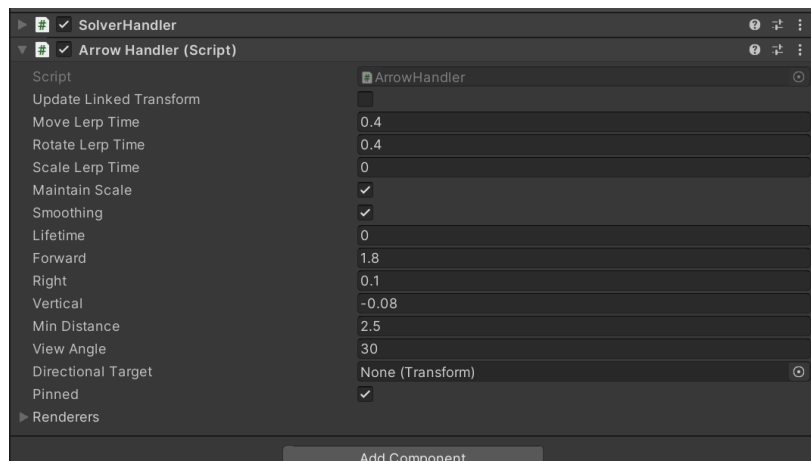 SolverHandler
Arrow Handler (Script)
Script ArrowHandler
Update Linked Transform
Move Lerp Time 0.4
Rotate Lerp Time 0.4
Scale Lerp Time 0
Maintain Scale
Smoothing
Lifetime 0
Forward 1.8
Right 0.1
Vertical -0.08
Min Distance 2.5
View Angle 30
Directional Target None (Transform)
Pinned
Renderers
Add Component